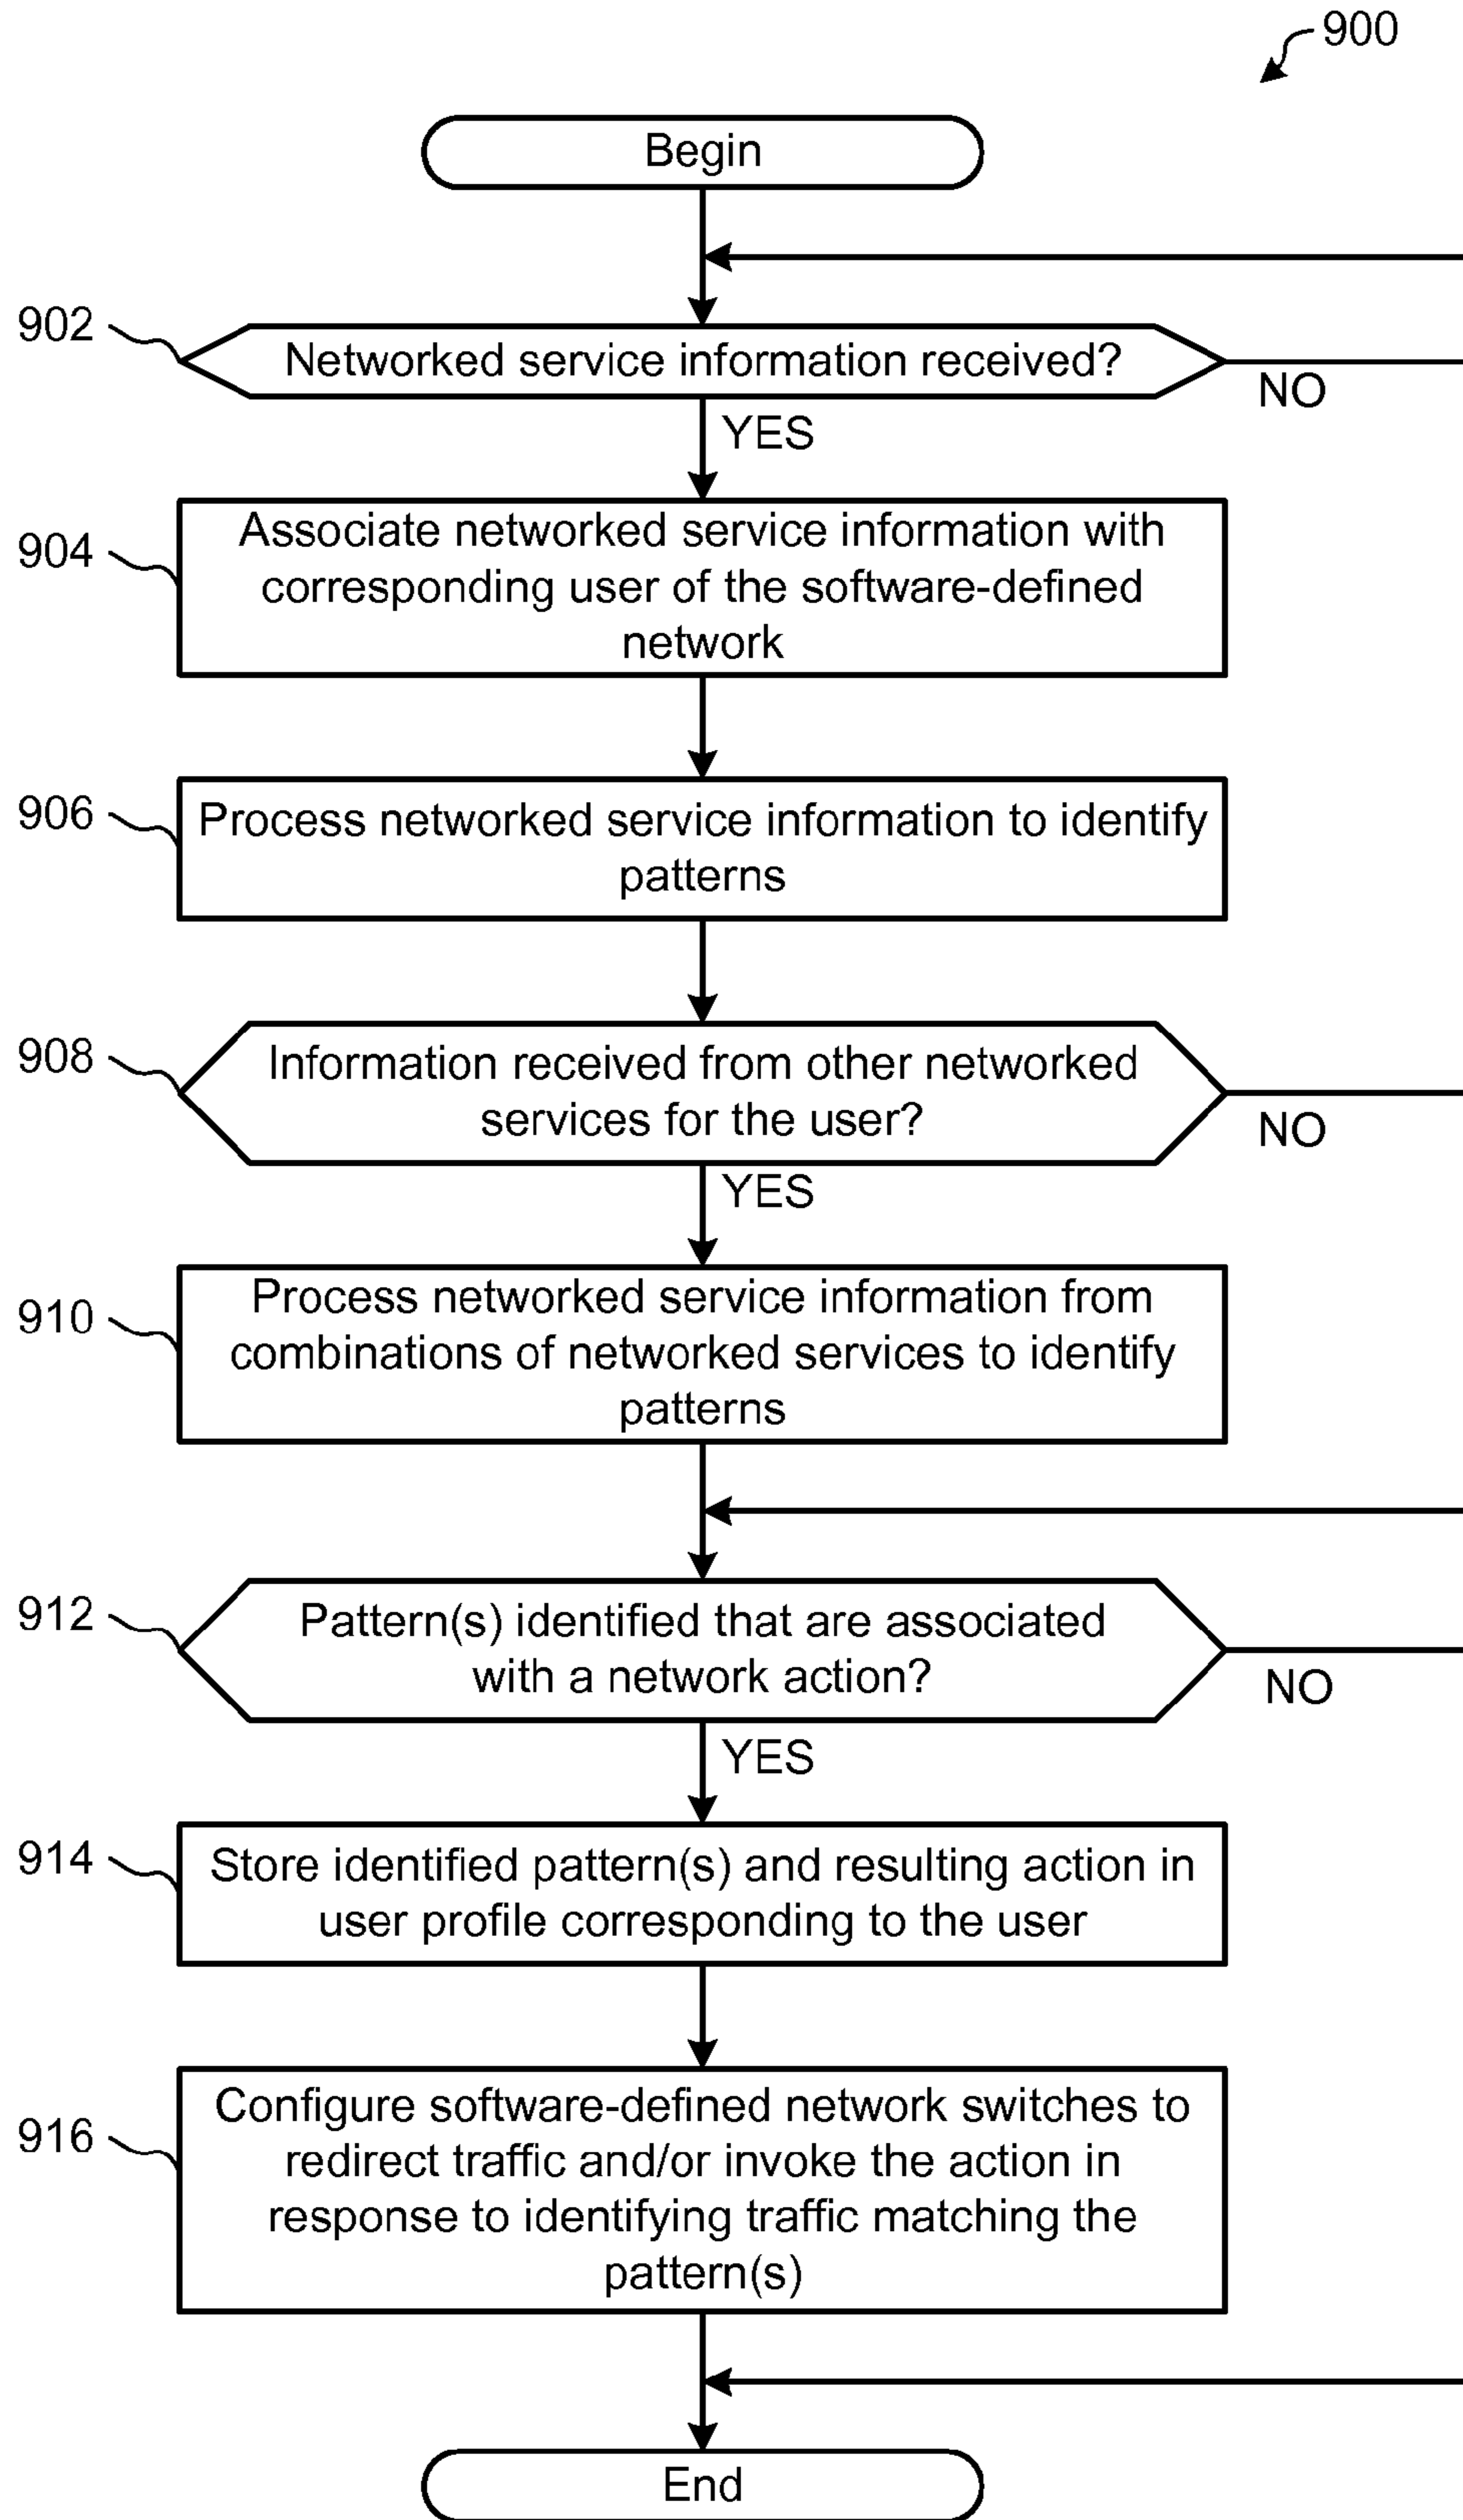 900
Begin
902
Networked service information received?
NO
YES
904
Associate networked service information with
corresponding user of the software-defined
network
906
Process networked service information to identify
patterns
908
Information received from other networked
services for the user?
NO
YES
910
Process networked service information from
combinations of networked services to identify
patterns
912
Pattern(s) identified that are associated
with a network action?
NO
YES
914
Store identified pattern(s) and resulting action in
user profile corresponding to the user
916
Configure software-defined network switches to
redirect traffic and/or invoke the action in
response to identifying traffic matching the
pattern(s)
End